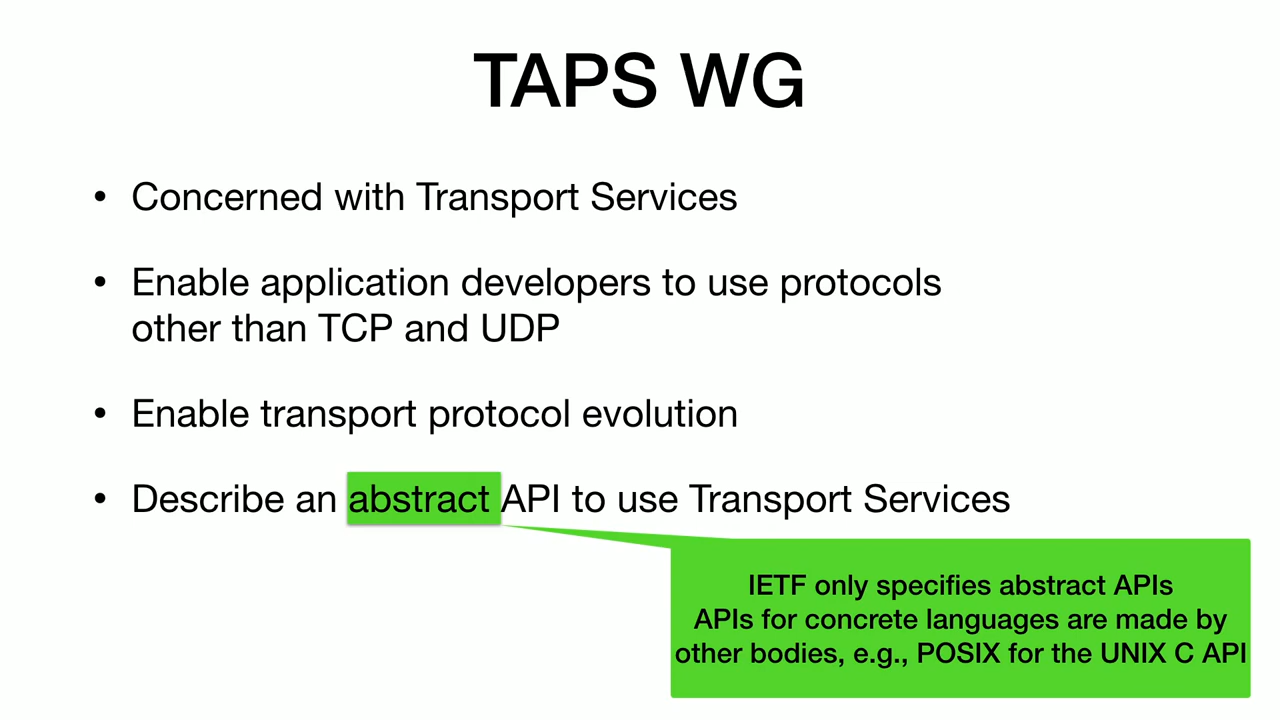 TAPS WG
• Concerned with Transport Services
• Enable application developers to use protocols
other than TCP and UDP
• Enable transport protocol evolution
• Describe an abstract API to use Transport Services
IETF only specifies abstract APIs
APIs for concrete languages are made by
other bodies, e.g., POSIX for the UNIX C API